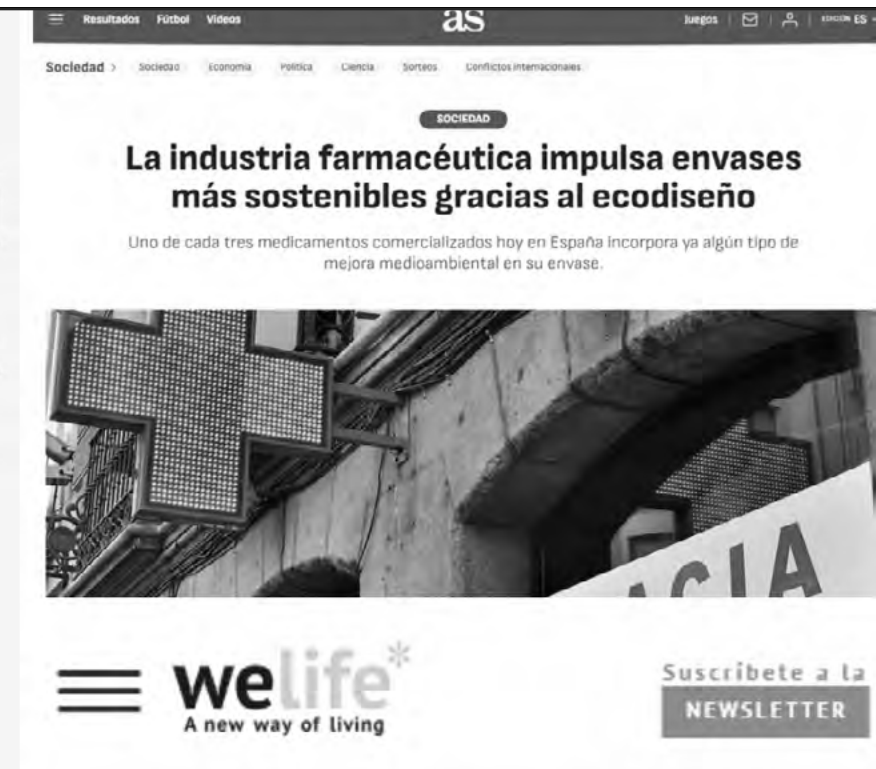 Resultados Fútbol Videos as Juegos EDICIÓN ES
Sociedad > Sociedad Economía Política Ciencia Sorteos Conflictos internacionales
SOCIEDAD
La industria farmacéutica impulsa envases
más sostenibles gracias al ecodiseño
Uno de cada tres medicamentos comercializados hoy en España incorpora ya algún tipo de
mejora medioambiental en su envase.
ACIA
welife*
A new way of living
Suscríbete a la
NEWSLETTER